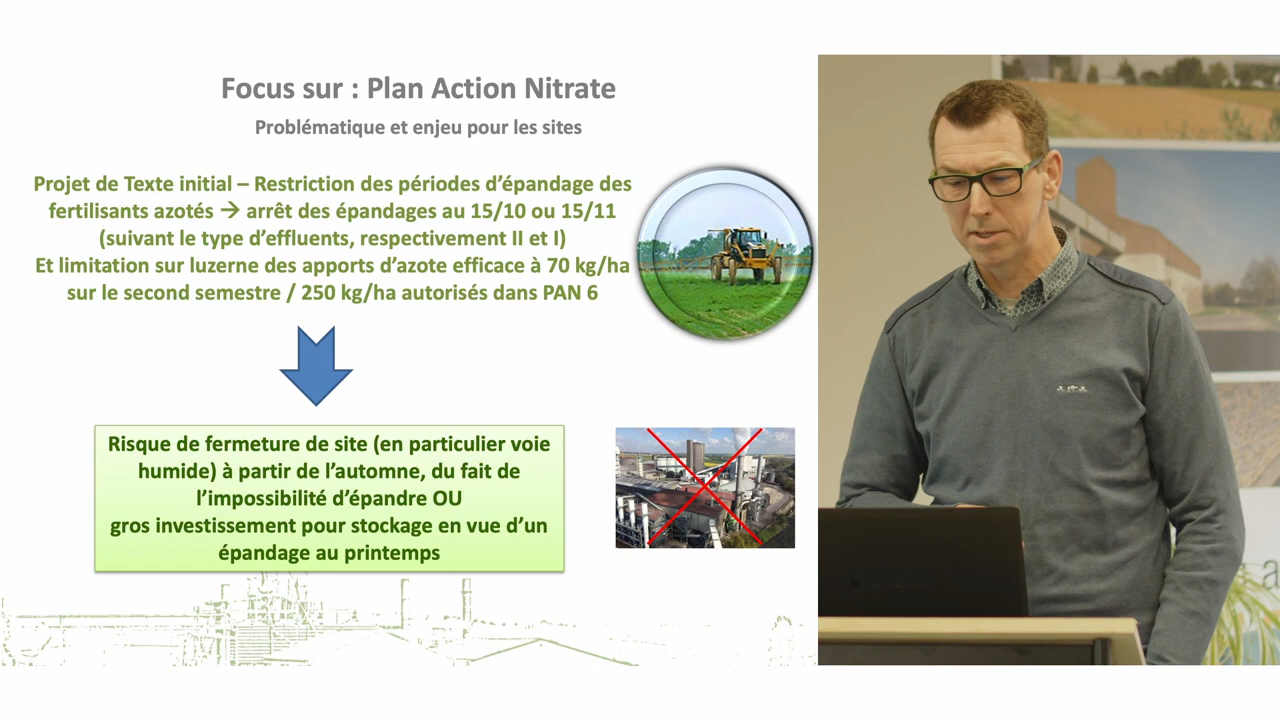 Focus sur : Plan Action Nitrate
Problématique et enjeu pour les sites
Projet de Texte initial – Restriction des périodes d’épandage des
fertilisants azotés → arrêt des épandages au 15/10 ou 15/11
(suivant le type d’effluents, respectivement II et I)
Et limitation sur luzerne des apports d’azote efficace à 70 kg/ha
sur le second semestre / 250 kg/ha autorisés dans PAN 6
Risque de fermeture de site (en particulier voie
humide) à partir de l’automne, du fait de
l’impossibilité d’épandre OU
gros investissement pour stockage en vue d’un
épandage au printemps
a